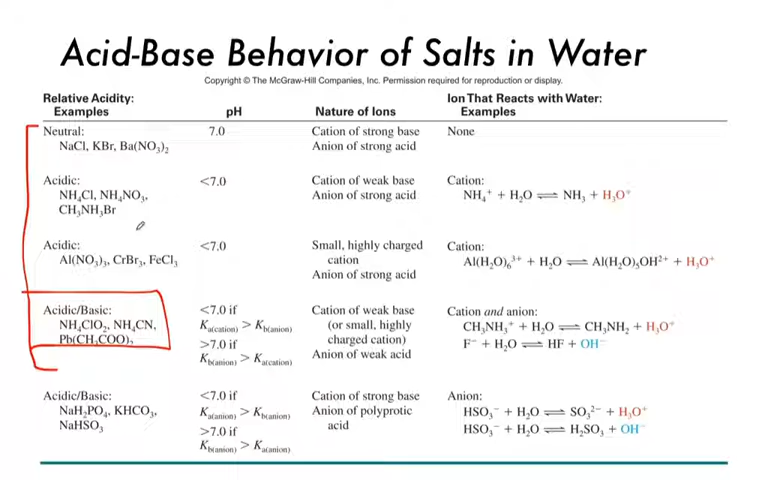 Acid-Base Behavior of Salts in Water
Copyright © The McGraw-Hill Companies, Inc. Permission required for reproduction or display.
Relative Acidity: Examples pH Nature of Ions Ion That Reacts with Water: Examples
Neutral: 7.0 Cation of strong base None
NaCl, KBr, Ba(NO₃)₂ Anion of strong acid
Acidic: <7.0 Cation of weak base Cation:
NH₄Cl, NH₄NO₃, Anion of strong acid NH₄⁺ + H₂O ⇌ NH₃ + H₃O⁺
CH₃NH₃Br
Acidic: <7.0 Small, highly charged Cation:
Al(NO₃)₃, CrBr₃, FeCl₃ cation Al(H₂O)₆³⁺ + H₂O ⇌ Al(H₂O)₅OH²⁺ + H₃O⁺
Anion of strong acid
Acidic/Basic: <7.0 if Cation of weak base Cation and anion:
NH₄ClO₂, NH₄CN, Ka(cation) > Kb(anion) (or small, highly CH₃NH₃⁺ + H₂O ⇌ CH₃NH₂ + H₃O⁺
Pb(CH₃COO)₂ >7.0 if charged cation) F⁻ + H₂O ⇌ HF + OH⁻
Kb(anion) > Ka(cation) Anion of weak acid
Acidic/Basic: <7.0 if Cation of strong base Anion:
NaH₂PO₄, KHCO₃, Ka(anion) > Kb(anion) Anion of polyprotic HSO₃⁻ + H₂O ⇌ SO₃²⁻ + H₃O⁺
NaHSO₃ >7.0 if acid HSO₃⁻ + H₂O ⇌ H₂SO₃ + OH⁻
Kb(anion) > Ka(anion)